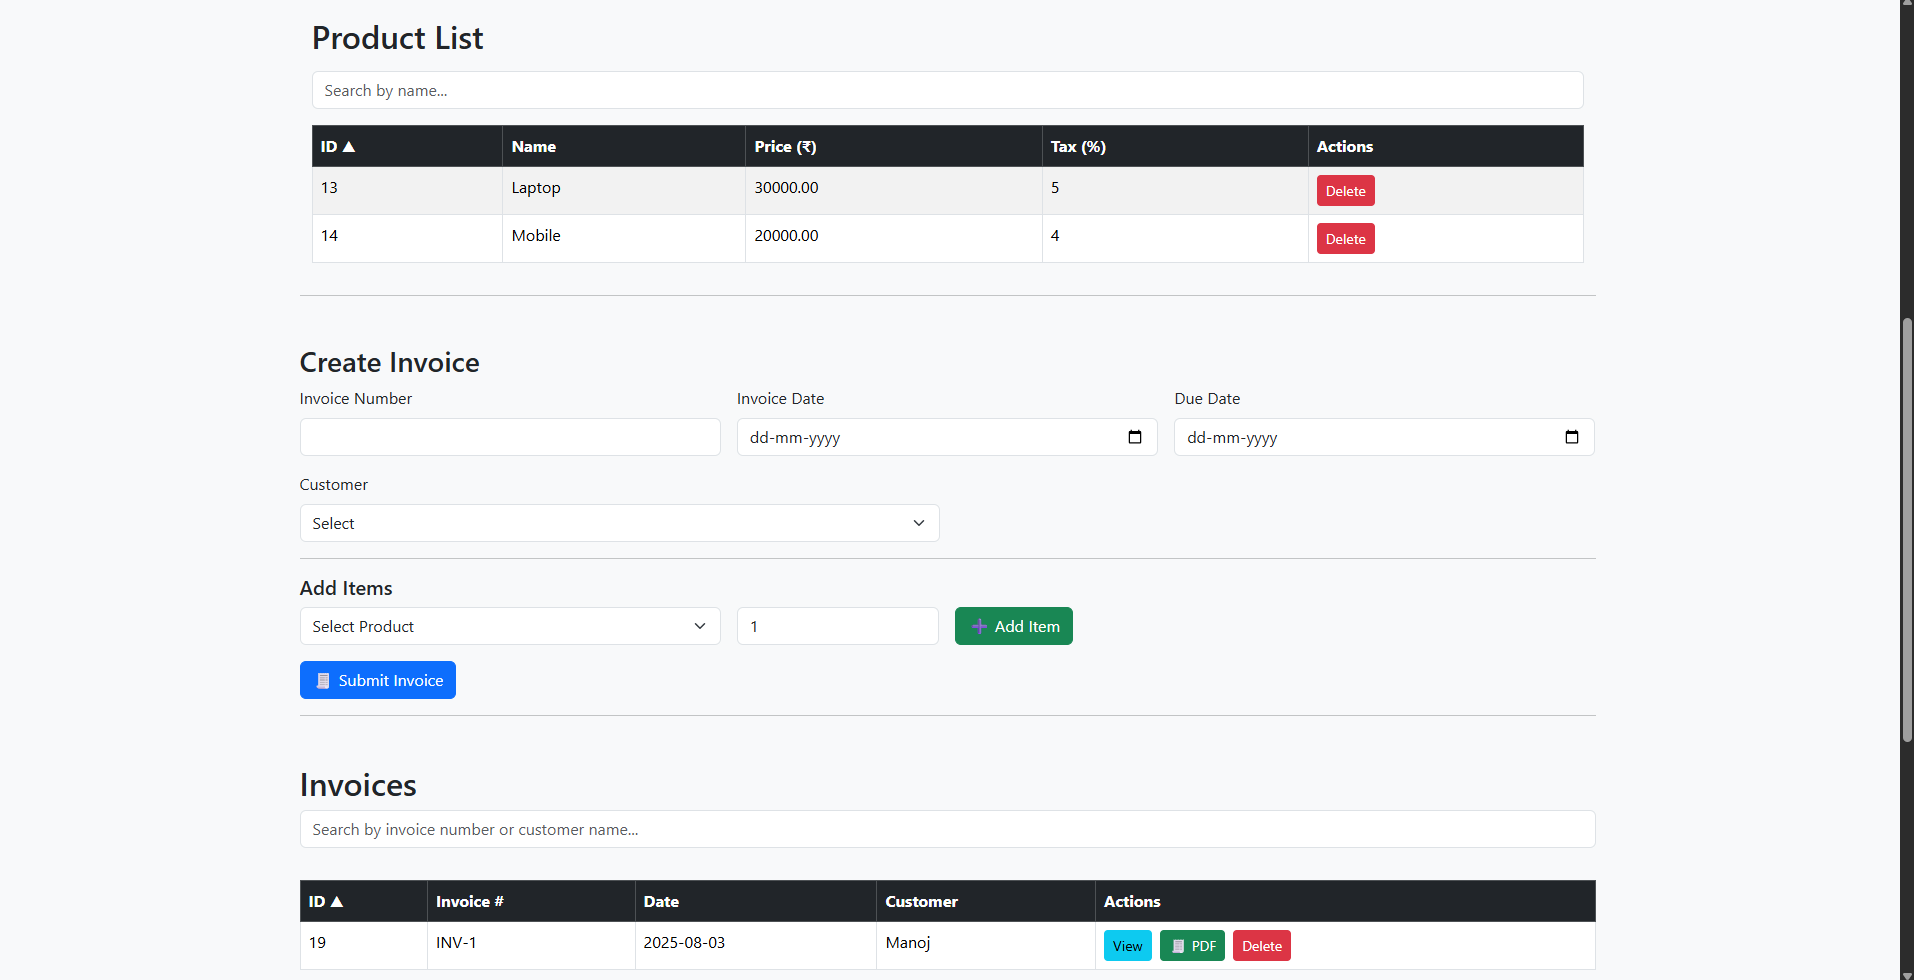 Product List
Search by name...
ID ▲ Name Price (₹) Tax (%) Actions
13 Laptop 30000.00 5 Delete
14 Mobile 20000.00 4 Delete
Create Invoice
Invoice Number Invoice Date Due Date
dd-mm-yyyy dd-mm-yyyy
Customer
Select
Add Items
Select Product 1 ➕ Add Item
🧾 Submit Invoice
Invoices
Search by invoice number or customer name...
ID ▲ Invoice # Date Customer Actions
19 INV-1 2025-08-03 Manoj View 🧾 PDF Delete